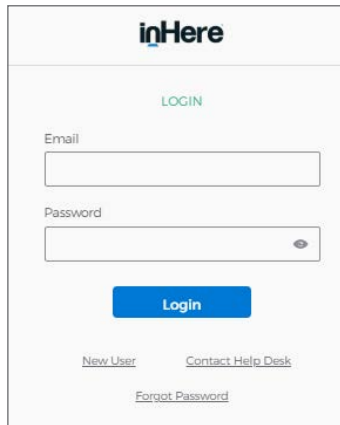 inHere
LOGIN
Email
Password
Login
New User Contact Help Desk
Forgot Password